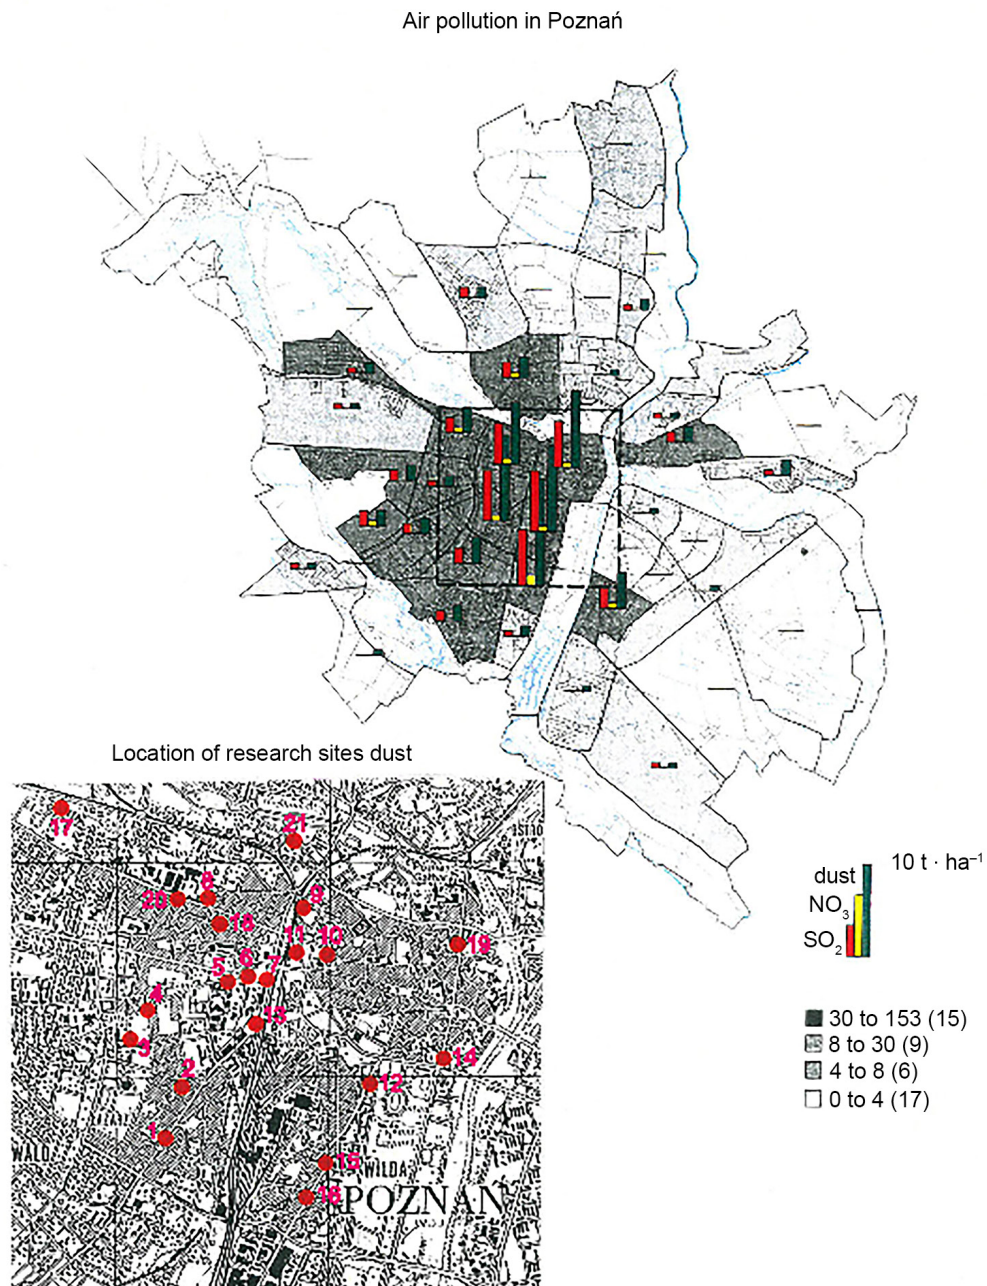 Air pollution in Poznań
Location of research sites dust
17
21
20
8
9
18
11
10
19
5
6
7
4
13
3
14
2
12
1
15
WILDA
16
POZNAŃ
10 t · ha⁻¹
dust
NO₃
SO₂
30 to 153 (15)
8 to 30 (9)
4 to 8 (6)
0 to 4 (17)